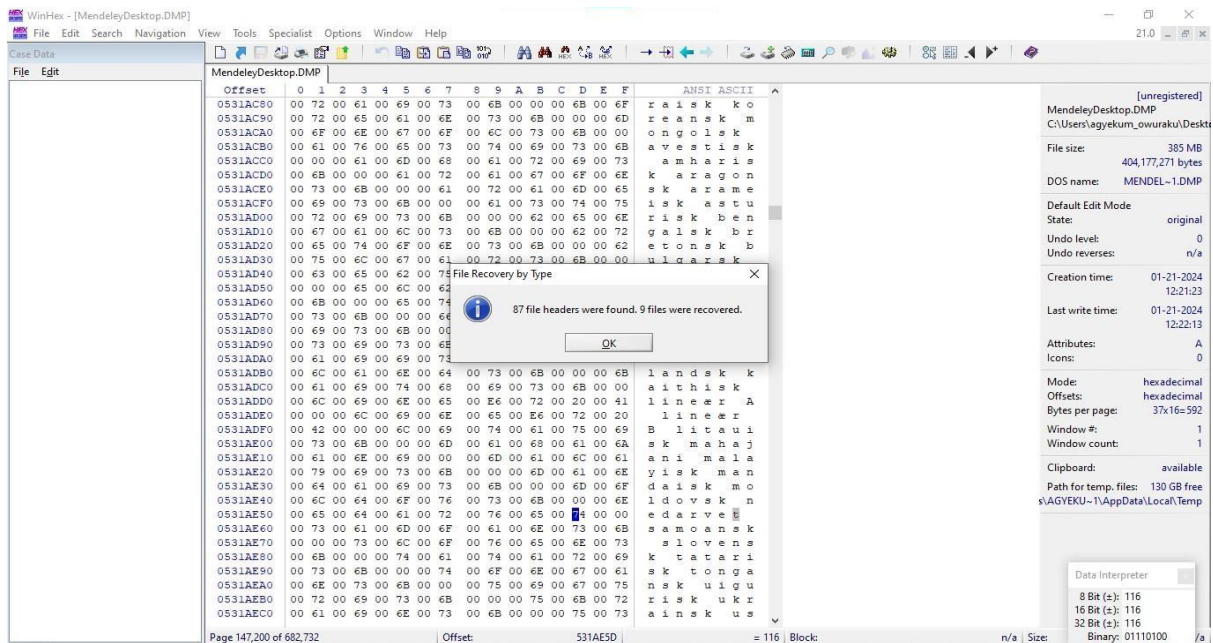 WinHex - [MendeleyDesktop.DMP]
File Edit Search Navigation View Tools Specialist Options Window Help
21.0
Case Data
File Edit
MendeleyDesktop.DMP
Offset 0 1 2 3 4 5 6 7 8 9 A B C D E F ANSI ASCII
0531AC80 00 72 00 61 00 69 00 73 00 6B 00 00 00 6B 00 6F r a i s k k o
0531AC90 00 72 00 65 00 61 00 6E 00 73 00 6B 00 00 00 6D r e a n s k m
0531ACA0 00 6F 00 6E 00 67 00 6F 00 6C 00 73 00 6B 00 00 o n g o l s k
0531ACB0 00 61 00 76 00 65 00 73 00 74 00 69 00 73 00 6B a v e s t i s k
0531ACC0 00 00 00 61 00 6D 00 68 00 61 00 72 00 69 00 73 a m h a r i s
0531ACD0 00 6B 00 00 00 61 00 72 00 61 00 67 00 6F 00 6E k a r a g o n
0531ACE0 00 73 00 6B 00 00 00 61 00 72 00 61 00 6D 00 65 s k a r a m e
0531ACF0 00 69 00 73 00 6B 00 00 00 61 00 73 00 74 00 75 i s k a s t u
0531AD00 00 72 00 69 00 73 00 6B 00 00 00 62 00 65 00 6E r i s k b e n
0531AD10 00 67 00 61 00 6C 00 73 00 6B 00 00 00 62 00 72 g a l s k b r
0531AD20 00 65 00 74 00 6F 00 6E 00 73 00 6B 00 00 00 62 e t o n s k b
0531AD30 00 75 00 6C 00 67 00 61 00 72 00 73 00 6B 00 00 u l g a r s k
0531AD40 00 63 00 65 00 62 00 75
0531AD50 00 00 00 65 00 6C 00 62
0531AD60 00 6B 00 00 00 65 00 74
0531AD70 00 73 00 6B 00 00 00 66
0531AD80 00 69 00 73 00 6B 00 00
0531AD90 00 73 00 69 00 73 00 6B
0531ADA0 00 61 00 69 00 69 00 73
File Recovery by Type
87 file headers were found. 9 files were recovered.
OK
0531ADB0 00 6C 00 61 00 6E 00 64 00 73 00 6B 00 00 00 6B l a n d s k k
0531ADC0 00 61 00 69 00 74 00 68 00 69 00 73 00 6B 00 00 a i t h i s k
0531ADD0 00 6C 00 69 00 6E 00 65 00 E6 00 72 00 20 00 41 l i n e æ r A
0531ADE0 00 00 00 6C 00 69 00 6E 00 65 00 E6 00 72 00 20 l i n e æ r
0531ADF0 00 42 00 00 00 6C 00 69 00 74 00 61 00 75 00 69 B l i t a u i
0531AE00 00 73 00 6B 00 00 00 6D 00 61 00 68 00 61 00 6A s k m a h a j
0531AE10 00 61 00 6E 00 69 00 00 00 6D 00 61 00 6C 00 61 a n i m a l a
0531AE20 00 79 00 69 00 73 00 6B 00 00 00 6D 00 61 00 6E y i s k m a n
0531AE30 00 64 00 61 00 69 00 73 00 6B 00 00 00 6D 00 6F d a i s k m o
0531AE40 00 6C 00 64 00 6F 00 76 00 73 00 6B 00 00 00 6E l d o v s k n
0531AE50 00 65 00 64 00 61 00 72 00 76 00 65 00 74 00 00 e d a r v e t
0531AE60 00 73 00 61 00 6D 00 6F 00 61 00 6E 00 73 00 6B s a m o a n s k
0531AE70 00 00 00 73 00 6C 00 6F 00 76 00 65 00 6E 00 73 s l o v e n s
0531AE80 00 6B 00 00 00 74 00 61 00 74 00 61 00 72 00 69 k t a t a r i
0531AE90 00 73 00 6B 00 00 00 74 00 6F 00 6E 00 67 00 61 s k t o n g a
0531AEA0 00 6E 00 73 00 6B 00 00 00 75 00 69 00 67 00 75 n s k u i g u
0531AEB0 00 72 00 69 00 73 00 6B 00 00 00 75 00 6B 00 72 r i s k u k r
0531AEC0 00 61 00 69 00 6E 00 73 00 6B 00 00 00 75 00 73 a i n s k u s
[unregistered]
MendeleyDesktop.DMP
C:\Users\agyekum_owuraku\Deskt
File size: 385 MB
404,177,271 bytes
DOS name: MENDEL~1.DMP
Default Edit Mode
State: original
Undo level: 0
Undo reverses: n/a
Creation time: 01-21-2024
12:21:23
Last write time: 01-21-2024
12:22:13
Attributes: A
Icons: 0
Mode: hexadecimal
Offsets: hexadecimal
Bytes per page: 37x16=592
Window #: 1
Window count: 1
Clipboard: available
Path for temp. files: 130 GB free
s\AGYEKU~1\AppData\Local\Temp
Data Interpreter
8 Bit (±): 116
16 Bit (±): 116
32 Bit (±): 116
Binary: 01110100
Page 147,200 of 682,732 Offset: 531AE5D = 116 Block: n/a Size: /a